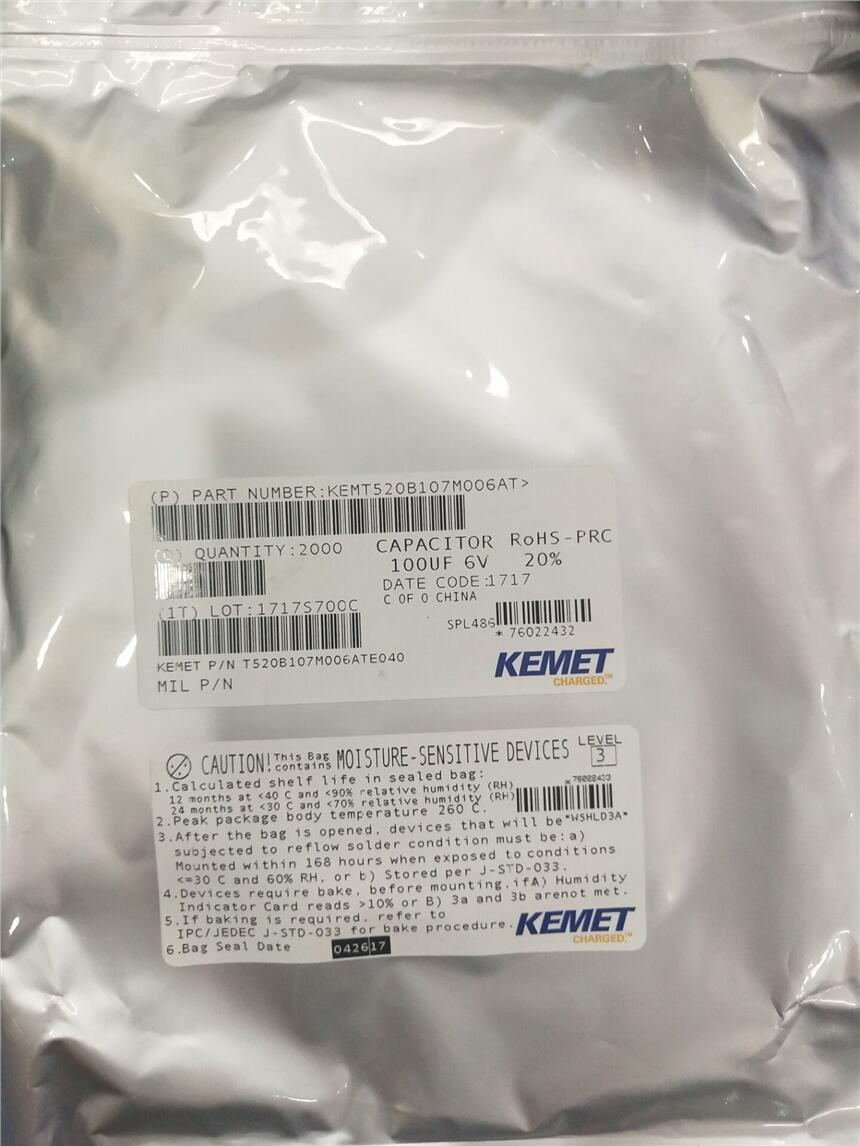 (P) PART NUMBER:KEMT520B107M006AT>
(Q) QUANTITY:2000
CAPACITOR RoHS-PRC
100UF 6V 20%
DATE CODE:1717
C OF O CHINA
(1T) LOT:1717S700C
SPL486
* 76022432
KEMET P/N T520B107M006ATE040
MIL P/N
KEMET
CHARGED.™
CAUTION! This Bag contains MOISTURE-SENSITIVE DEVICES
LEVEL
3
1.Calculated shelf life in sealed bag:
12 months at <40 C and <90% relative humidity (RH)
24 months at <30 C and <70% relative humidity (RH)
*76022433
2.Peak package body temperature 260 C.
*WSHLD3A*
3.After the bag is opened, devices that will be
subjected to reflow solder condition must be:a)
Mounted within 168 hours when exposed to conditions
<=30 C and 60% RH, or b) Stored per J-STD-033.
4.Devices require bake, before mounting,ifA) Humidity
Indicator Card reads >10% or B) 3a and 3b arenot met.
5.If baking is required, refer to
IPC/JEDEC J-STD-033 for bake procedure.
6.Bag Seal Date 042617
KEMET
CHARGED.™